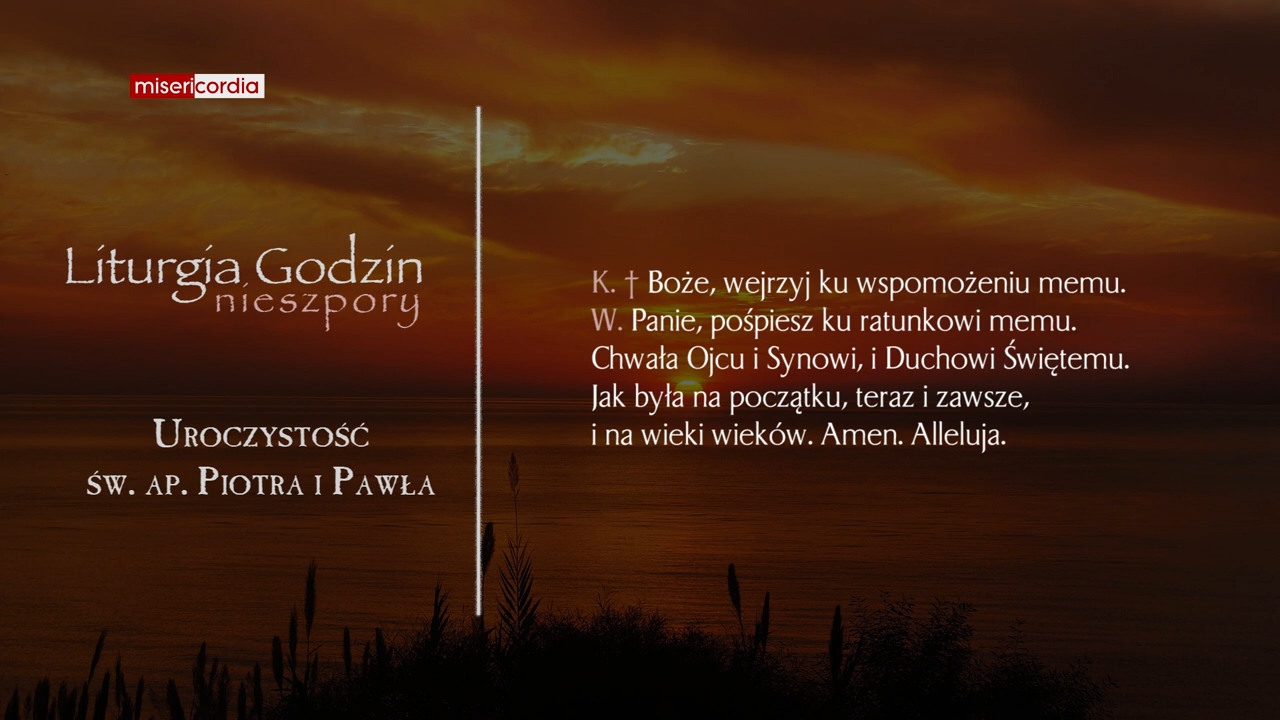 misericordia
Liturgia Godzin
nieszpory
Uroczystość
św. ap. Piotra i Pawła
K. † Boże, wejrzyj ku wspomożeniu memu.
W. Panie, pośpiesz ku ratunkowi memu.
Chwała Ojcu i Synowi, i Duchowi Świętemu.
Jak była na początku, teraz i zawsze,
i na wieki wieków. Amen. Alleluja.